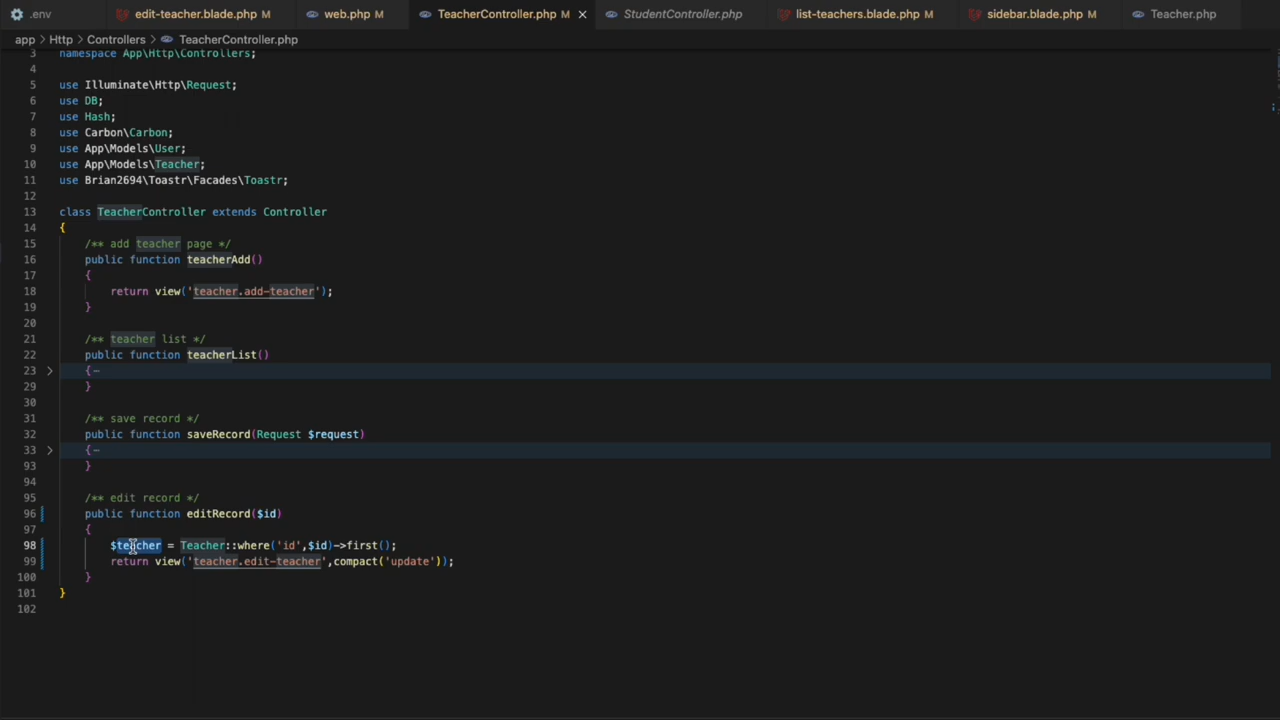 .env edit-teacher.blade.php M web.php M TeacherController.php M StudentController.php list-teachers.blade.php M sidebar.blade.php M Teacher.php
app > Http > Controllers > TeacherController.php
3 namespace App\Http\Controllers;
4
5 use Illuminate\Http\Request;
6 use DB;
7 use Hash;
8 use Carbon\Carbon;
9 use App\Models\User;
10 use App\Models\Teacher;
11 use Brian2694\Toastr\Facades\Toastr;
12
13 class TeacherController extends Controller
14 {
15 /** add teacher page */
16 public function teacherAdd()
17 {
18 return view('teacher.add-teacher');
19 }
20
21 /** teacher list */
22 public function teacherList()
23 {
29 }
30
31 /** save record */
32 public function saveRecord(Request $request)
33 {
93 }
94
95 /** edit record */
96 public function editRecord($id)
97 {
98 $teacher = Teacher::where('id',$id)->first();
99 return view('teacher.edit-teacher',compact('update'));
100 }
101 }
102